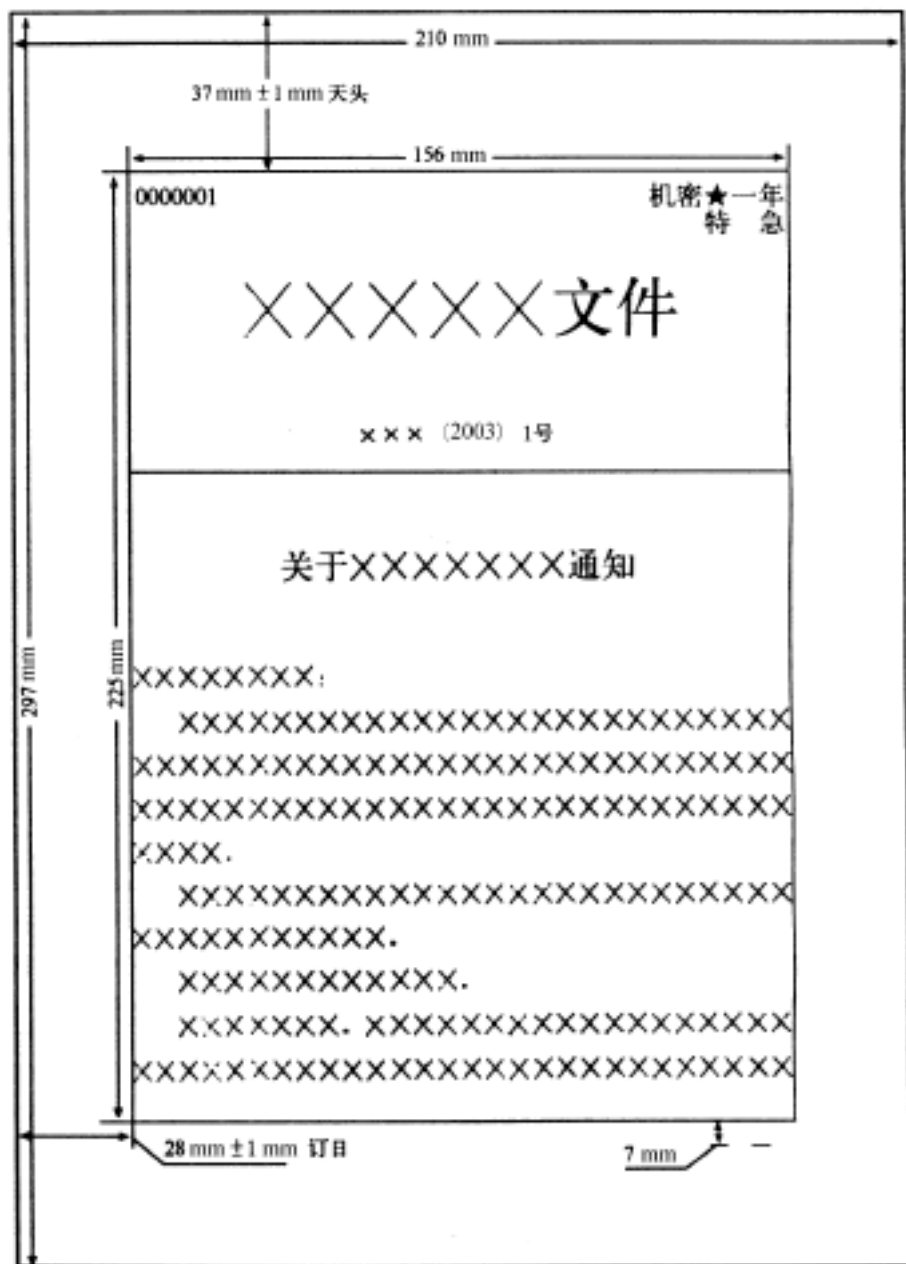 210 mm
37 mm ±1 mm 天头
156 mm
0000001
机密★一年
特 急
×××××文件
××× (2003) 1号
关于×××××××通知
297 mm
225 mm
××××××××:
×××××××××××××××××××××××××××
×××××××××××××××××××××××××××××
×××××××××××××××××××××××××××××
××××.
×××××××××××××××××××××××××××
×××××××××××.
××××××××××××.
×××××××. ×××××××××××××××××××
×××××××××××××××××××××××××××××
28 mm ±1 mm 订日
7 mm
—